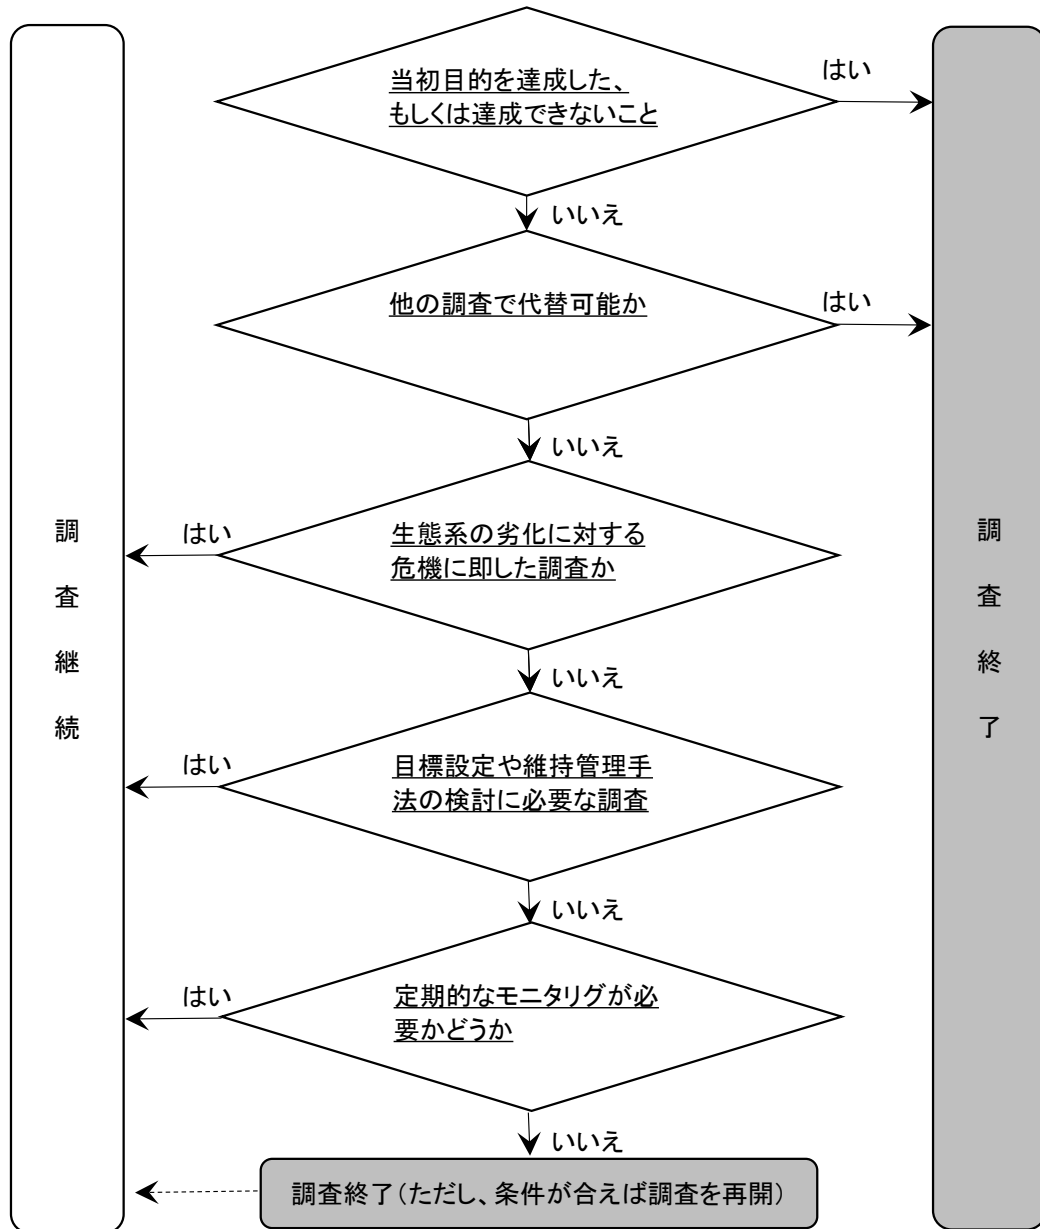 当初目的を達成した、
もしくは達成できないこと
はい
いいえ
他の調査で代替可能か
はい
いいえ
生態系の劣化に対する
危機に即した調査か
はい
いいえ
目標設定や維持管理手
法の検討に必要な調査
はい
いいえ
定期的なモニタリグが必
要かどうか
はい
いいえ
調査終了（ただし、条件が合えば調査を再開）
調査継続
調査終了